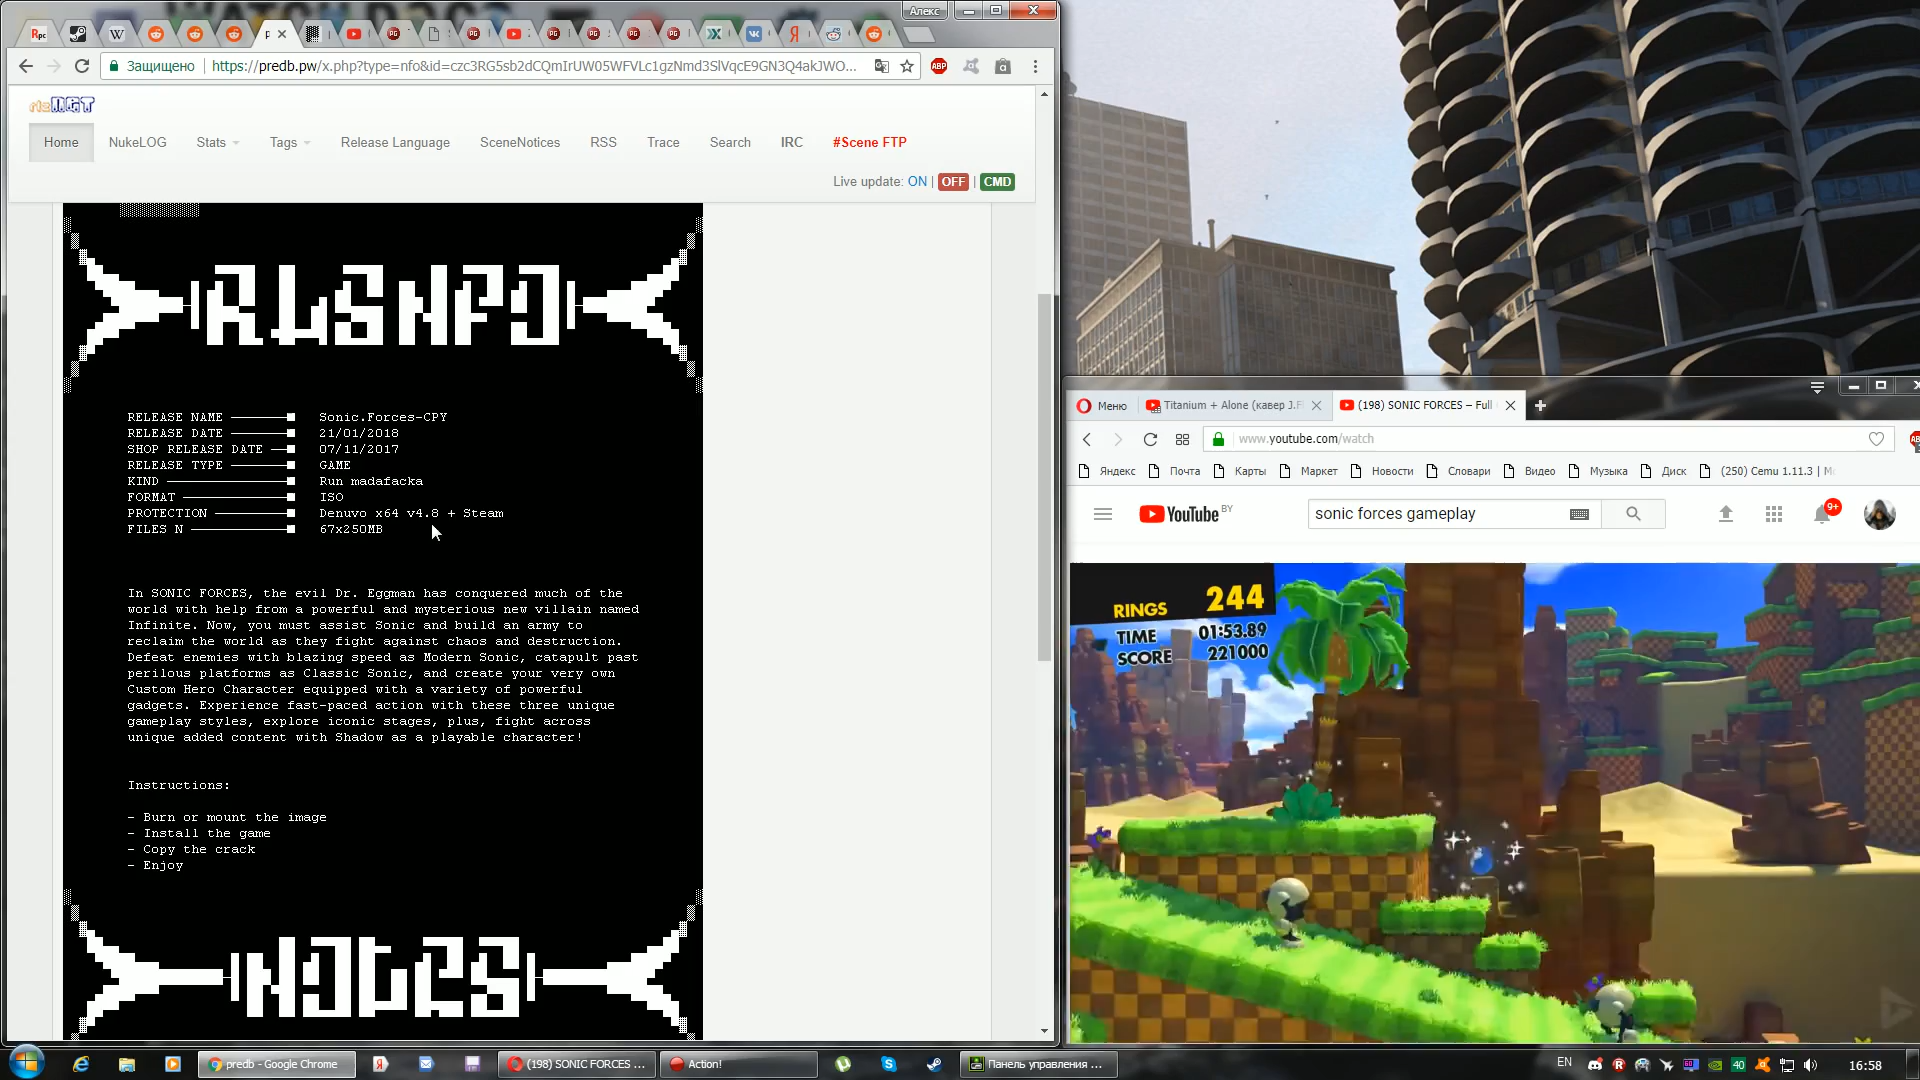 Алекс
Защищено
https://predb.pw/x.php?type=nfo&id=czc3RG5sb2dCQmIrUW05WFVLc1gzNmd3SlVqcE9GN3Q4akJWO...
Home NukeLOG Stats Tags Release Language SceneNotices RSS Trace Search IRC #Scene FTP
Live update: ON | OFF | CMD
RELEASE NAME Sonic.Forces-CPY
RELEASE DATE 21/01/2018
SHOP RELEASE DATE 07/11/2017
RELEASE TYPE GAME
KIND Run madafacka
FORMAT ISO
PROTECTION Denuvo x64 v4.8 + Steam
FILES N 67x250MB
In SONIC FORCES, the evil Dr. Eggman has conquered much of the
world with help from a powerful and mysterious new villain named
Infinite. Now, you must assist Sonic and build an army to
reclaim the world as they fight against chaos and destruction.
Defeat enemies with blazing speed as Modern Sonic, catapult past
perilous platforms as Classic Sonic, and create your very own
Custom Hero Character equipped with a variety of powerful
gadgets. Experience fast-paced action with these three unique
gameplay styles, explore iconic stages, plus, fight across
unique added content with Shadow as a playable character!
Instructions:
- Burn or mount the image
- Install the game
- Copy the crack
- Enjoy
NOTES
Меню
Titanium + Alone (кавер J.Fl
(198) SONIC FORCES – Full
www.youtube.com/watch
Яндекс Почта Карты Маркет Новости Словари Видео Музыка Диск (250) Cemu 1.11.3 | M
YouTube BY
sonic forces gameplay
9+
RINGS 244
TIME 01:53.89
SCORE 221000
predb - Google Chrome
(198) SONIC FORCES ...
Action!
Панель управления ...
EN
40
16:58